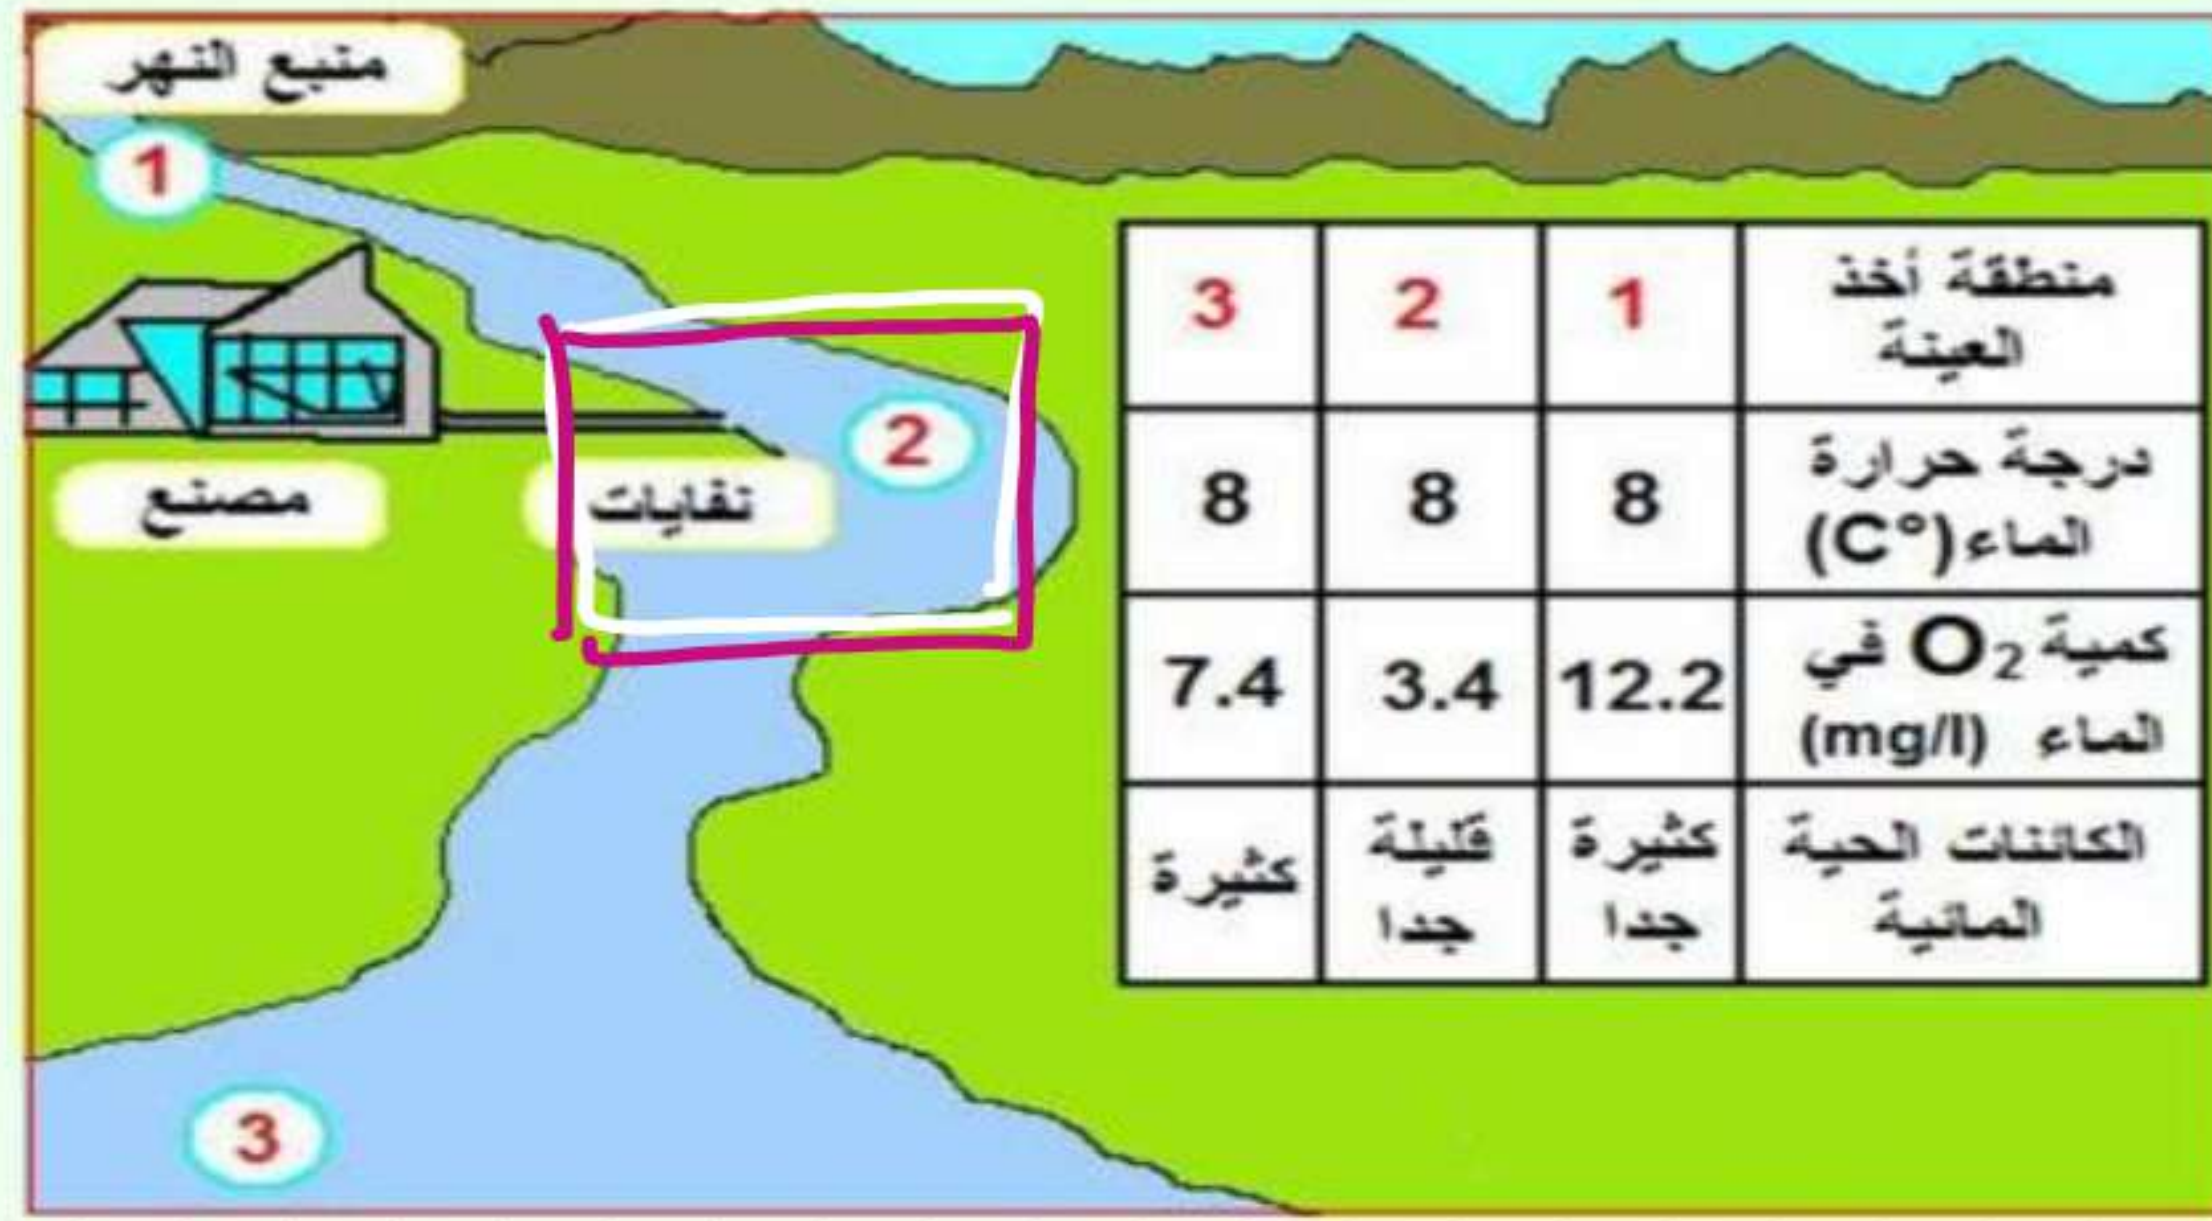 منبع النهر
1
مصنع
نفايات
2
3
منطقة أخذ العينة 1 2 3
درجة حرارة الماء (C°) 8 8 8
كمية O₂ في الماء (mg/l) 12.2 3.4 7.4
الكائنات الحية المائية كثيرة جدا قليلة جدا كثيرة